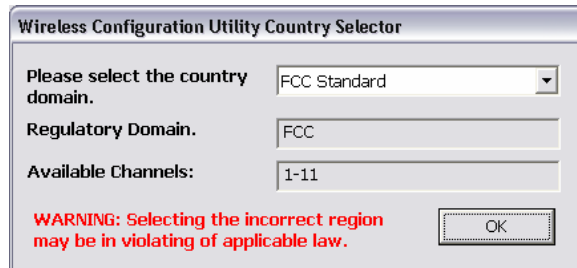 Wireless Configuration Utility Country Selector
Please select the country
domain.
FCC Standard
Regulatory Domain.
FCC
Available Channels:
1-11
WARNING: Selecting the incorrect region
may be in violating of applicable law.
OK